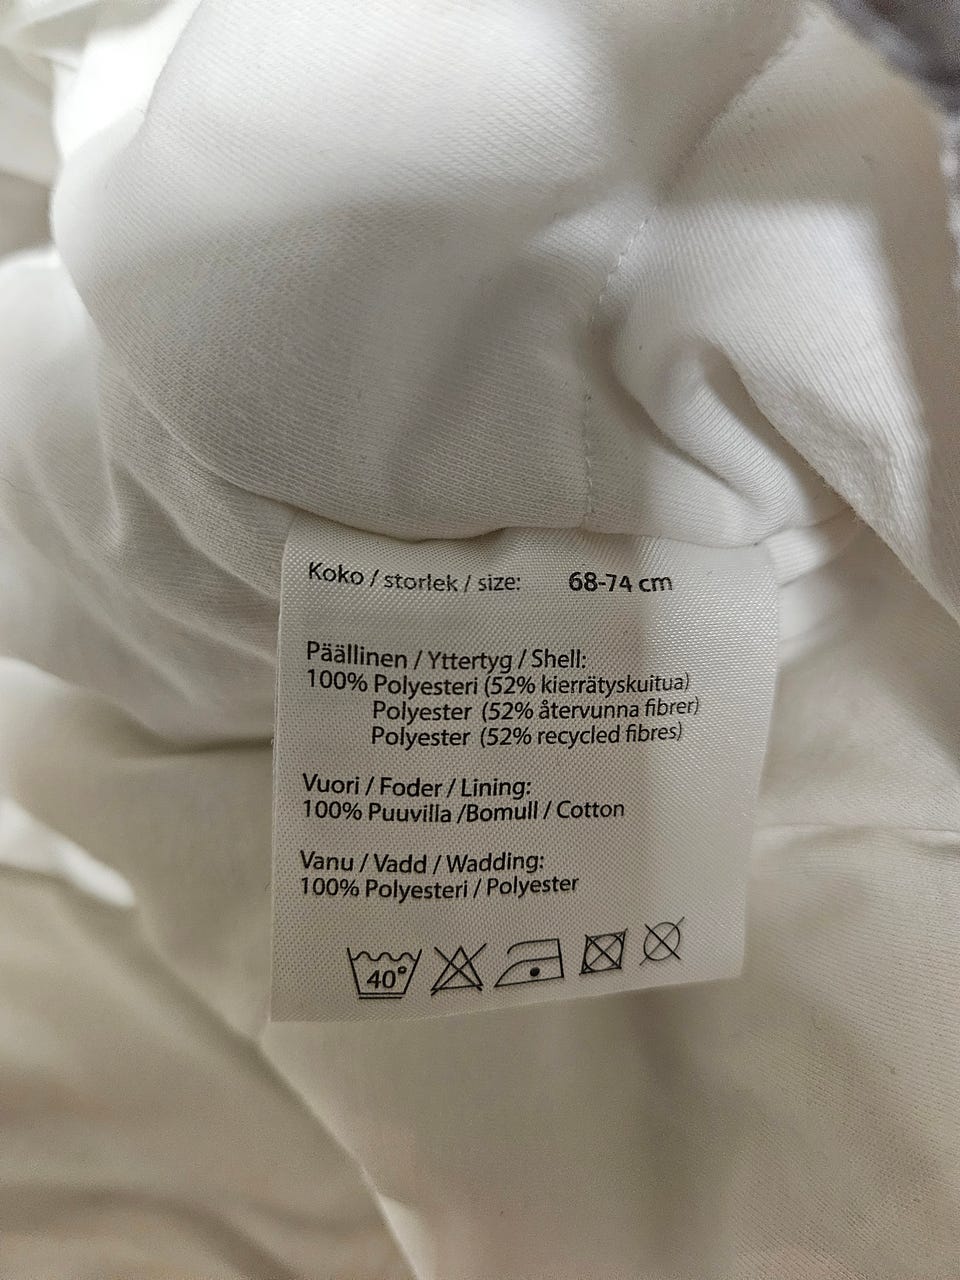 Koko / storlek / size: 68-74 cm
Päällinen / Yttertyg / Shell:
100% Polyesteri (52% kierrätyskuitua)
Polyester (52% återvunna fibrer)
Polyester (52% recycled fibres)
Vuori / Foder / Lining:
100% Puuvilla /Bomull / Cotton
Vanu / Vadd / Wadding:
100% Polyesteri / Polyester
40°